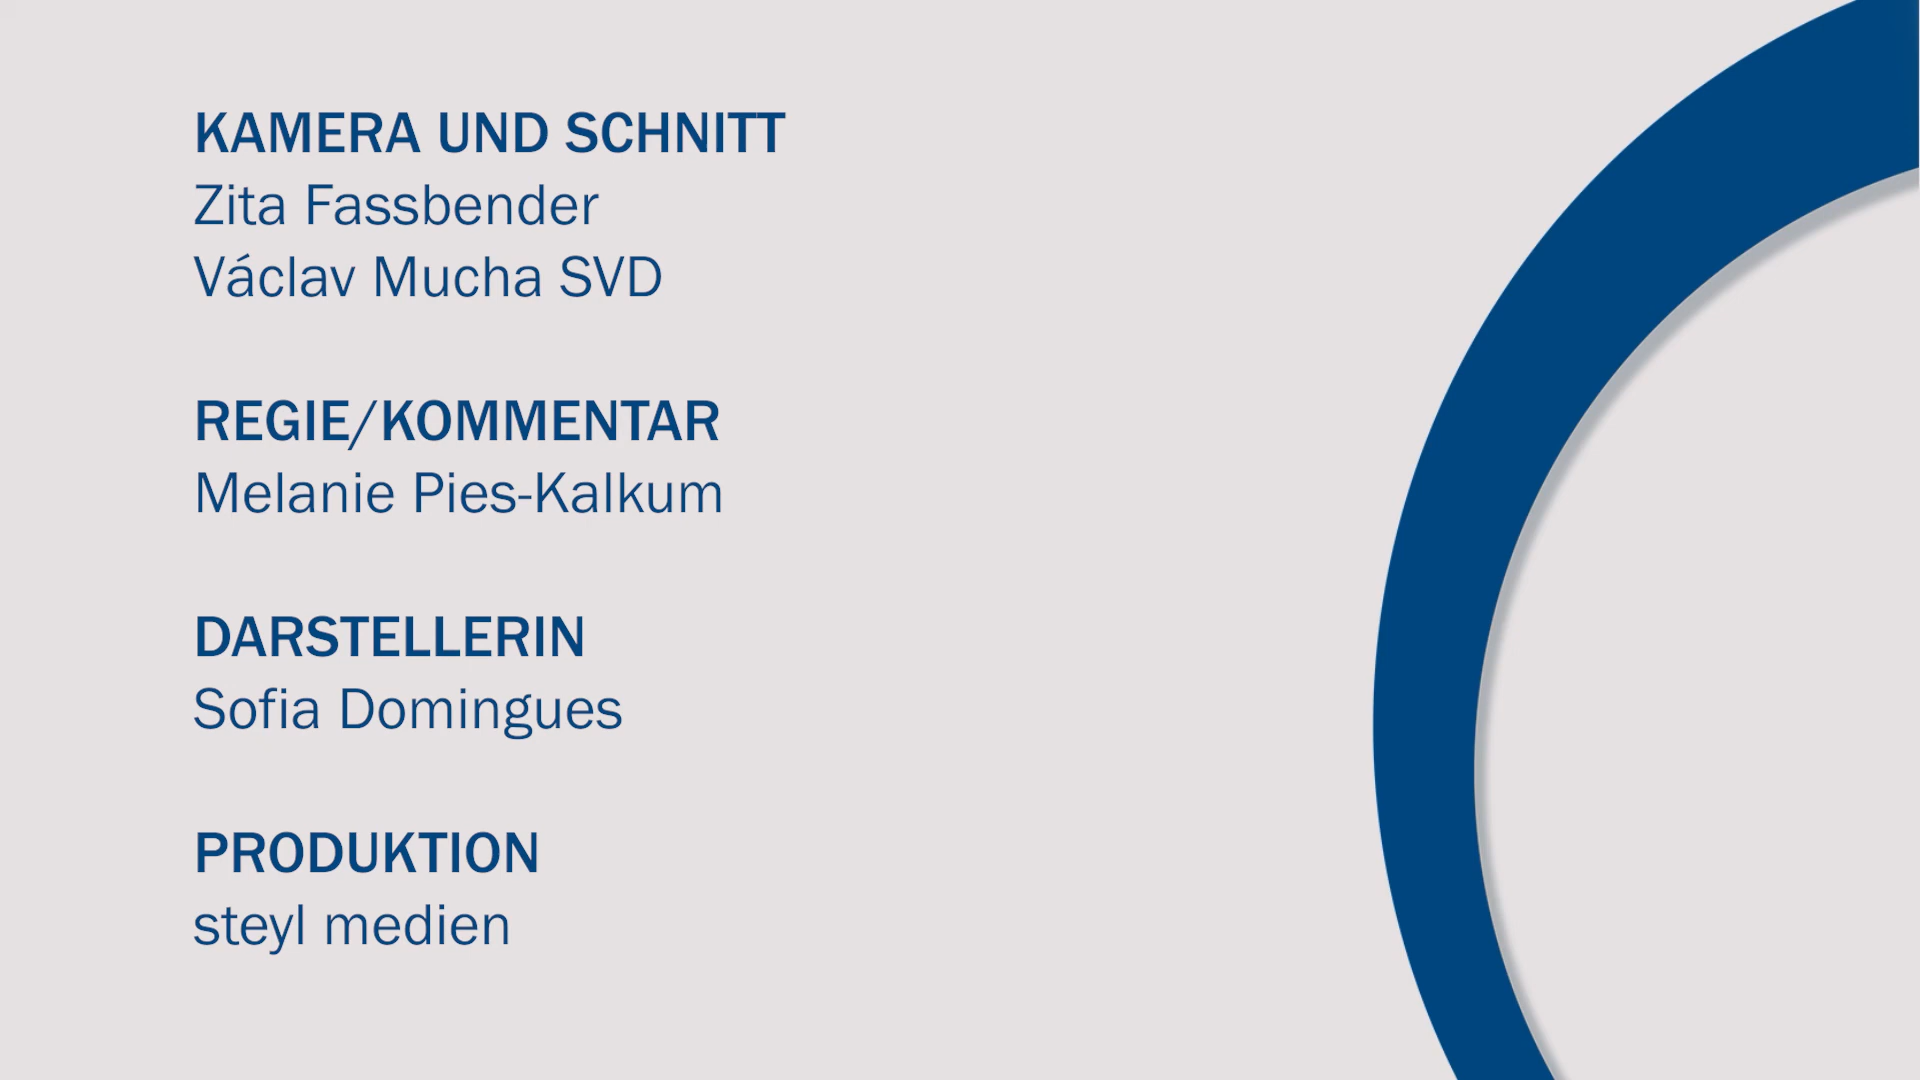 KAMERA UND SCHNITT
Zita Fassbender
Václav Mucha SVD
REGIE/KOMMENTAR
Melanie Pies-Kalkum
DARSTELLERIN
Sofia Domingues
PRODUKTION
steyl medien